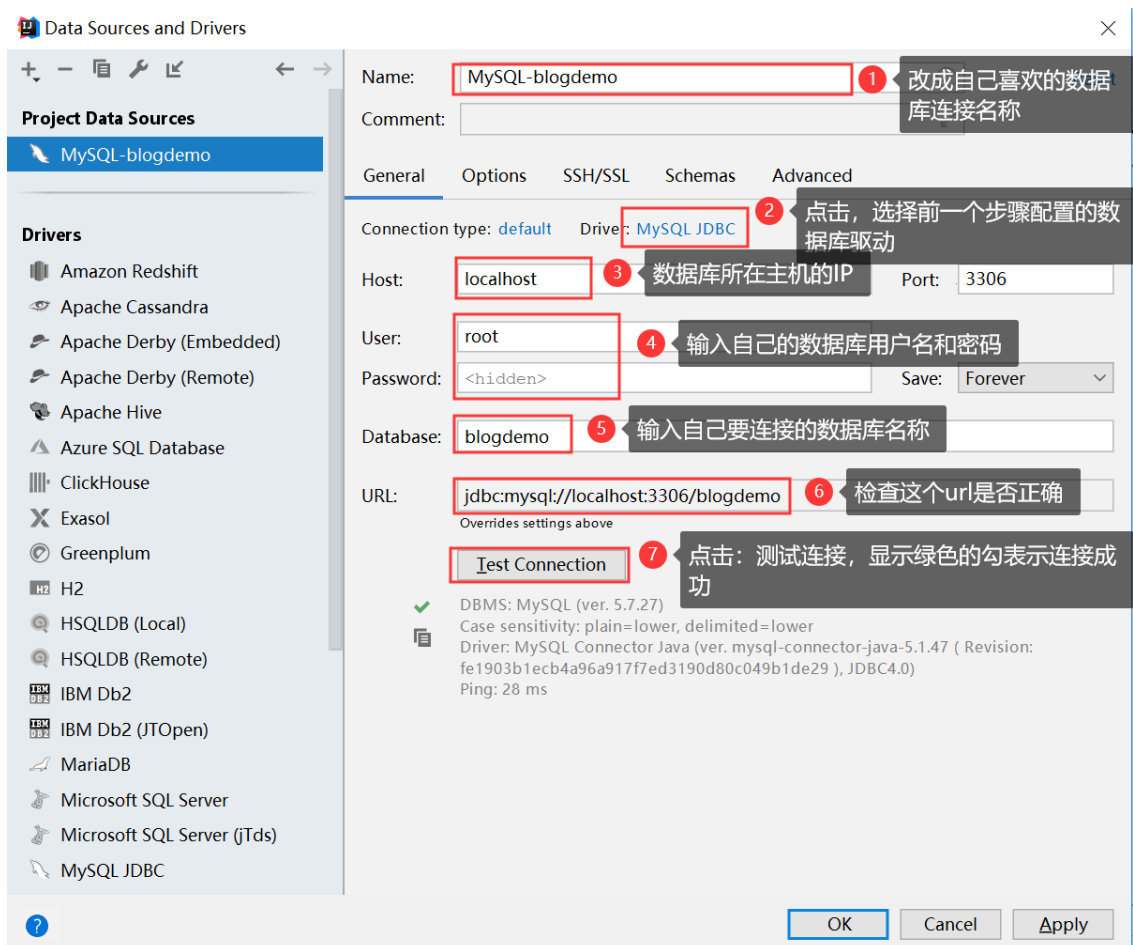 Data Sources and Drivers
Name: MySQL-blogdemo
1 改成自己喜欢的数据
库连接名称
Comment:
Project Data Sources
MySQL-blogdemo
General Options SSH/SSL Schemas Advanced
2 点击，选择前一个步骤配置的数
据库驱动
Connection type: default Driver: MySQL JDBC
Host: localhost 3 数据库所在主机的IP Port: 3306
User: root
4 输入自己的数据库用户名和密码
Password: <hidden> Save: Forever
Database: blogdemo 5 输入自己要连接的数据库名称
URL: jdbc:mysql://localhost:3306/blogdemo 6 检查这个url是否正确
Overrides settings above
Test Connection 7 点击：测试连接，显示绿色的勾表示连接成
功
DBMS: MySQL (ver. 5.7.27)
Case sensitivity: plain=lower, delimited=lower
Driver: MySQL Connector Java (ver. mysql-connector-java-5.1.47 ( Revision:
fe1903b1ecb4a96a917f7ed3190d80c049b1de29 ), JDBC4.0)
Ping: 28 ms
Drivers
Amazon Redshift
Apache Cassandra
Apache Derby (Embedded)
Apache Derby (Remote)
Apache Hive
Azure SQL Database
ClickHouse
Exasol
Greenplum
H2 H2
HSQLDB (Local)
HSQLDB (Remote)
IBM DB2 IBM Db2
IBM DB2 IBM Db2 (JTOpen)
MariaDB
Microsoft SQL Server
Microsoft SQL Server (jTds)
MySQL JDBC
? OK Cancel Apply